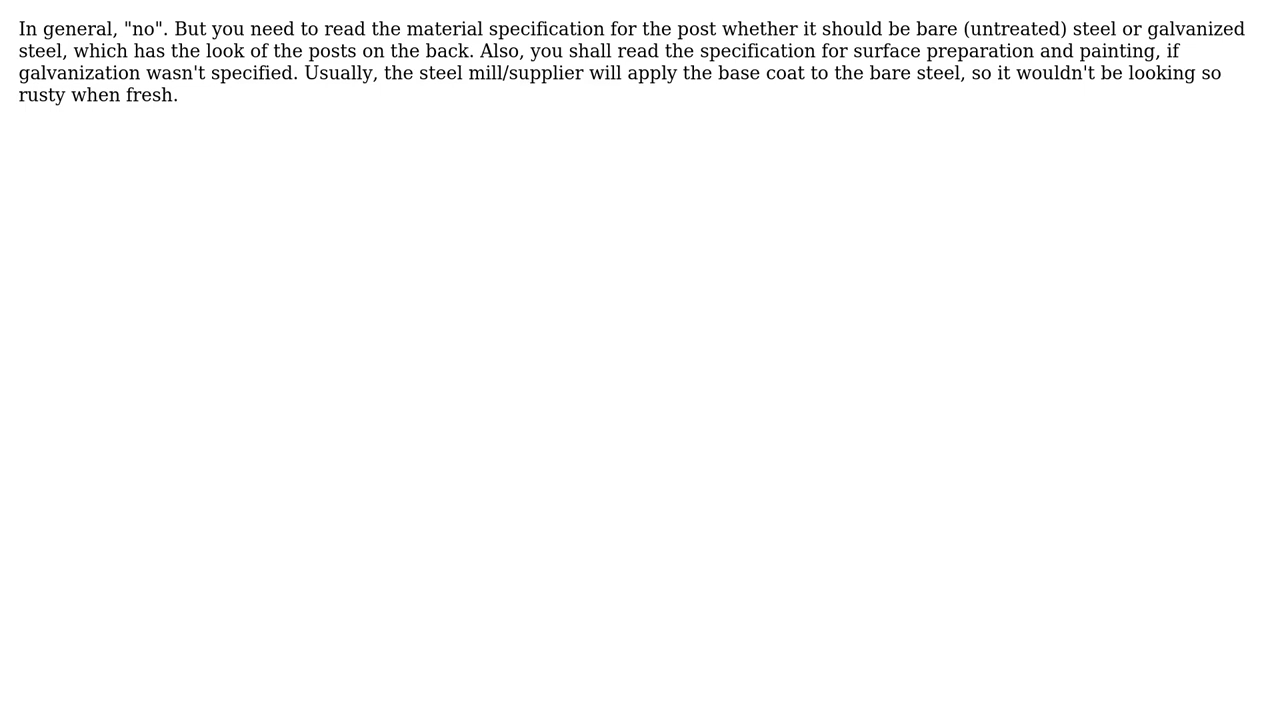 In general, "no". But you need to read the material specification for the post whether it should be bare (untreated) steel or galvanized
steel, which has the look of the posts on the back. Also, you shall read the specification for surface preparation and painting, if
galvanization wasn't specified. Usually, the steel mill/supplier will apply the base coat to the bare steel, so it wouldn't be looking so
rusty when fresh.